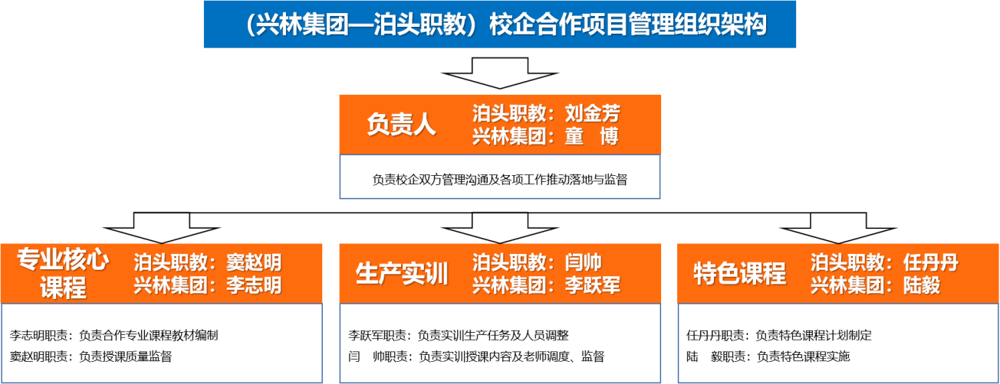 （兴林集团—泊头职教）校企合作项目管理组织架构
负责人
泊头职教：刘金芳
兴林集团：童 博
负责校企双方管理沟通及各项工作推动落地与监督
专业核心
课程
泊头职教：窦赵明
兴林集团：李志明
李志明职责：负责合作专业课程教材编制
窦赵明职责：负责授课质量监督
生产实训
泊头职教：闫帅
兴林集团：李跃军
李跃军职责：负责实训生产任务及人员调整
闫 帅职责：负责实训授课内容及老师调度、监督
特色课程
泊头职教：任丹丹
兴林集团：陆毅
任丹丹职责：负责特色课程计划制定
陆 毅职责：负责特色课程实施